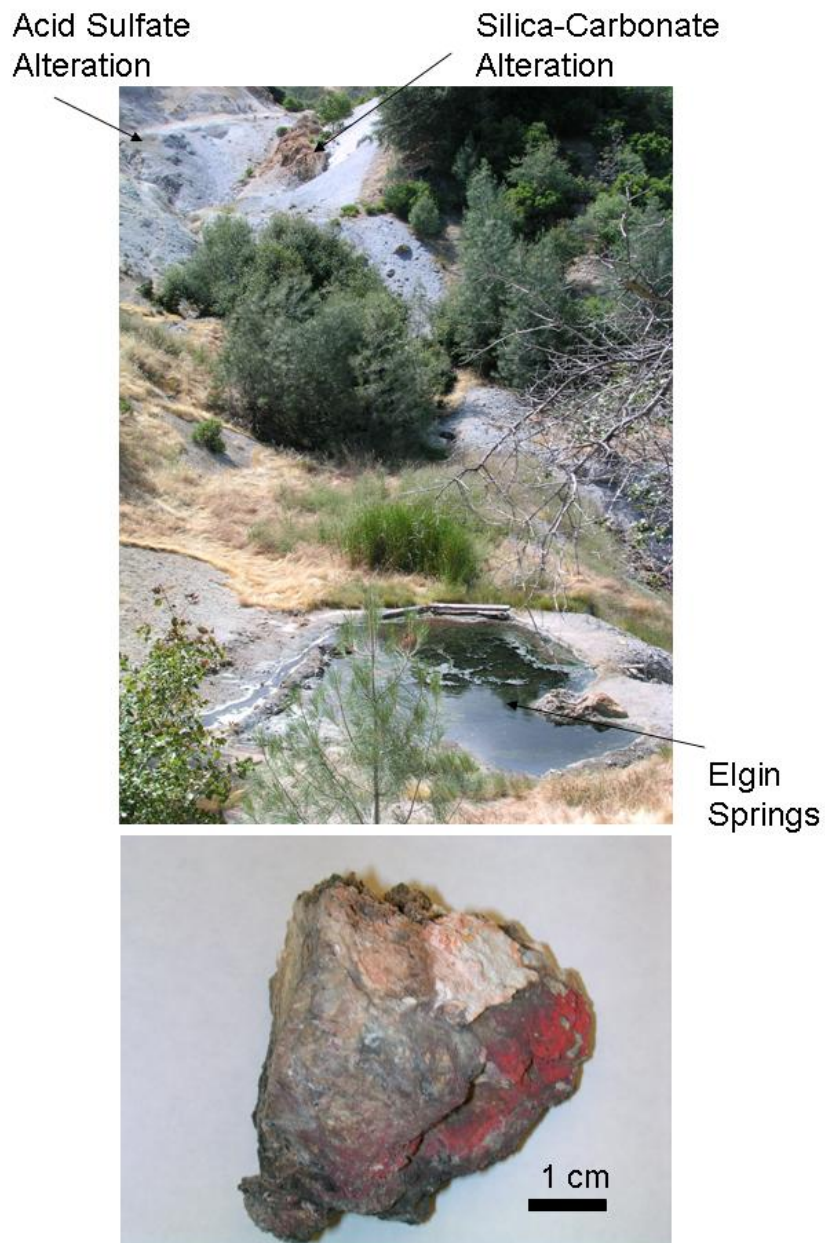 Acid Sulfate
Alteration
Silica-Carbonate
Alteration
Elgin
Springs
1 cm